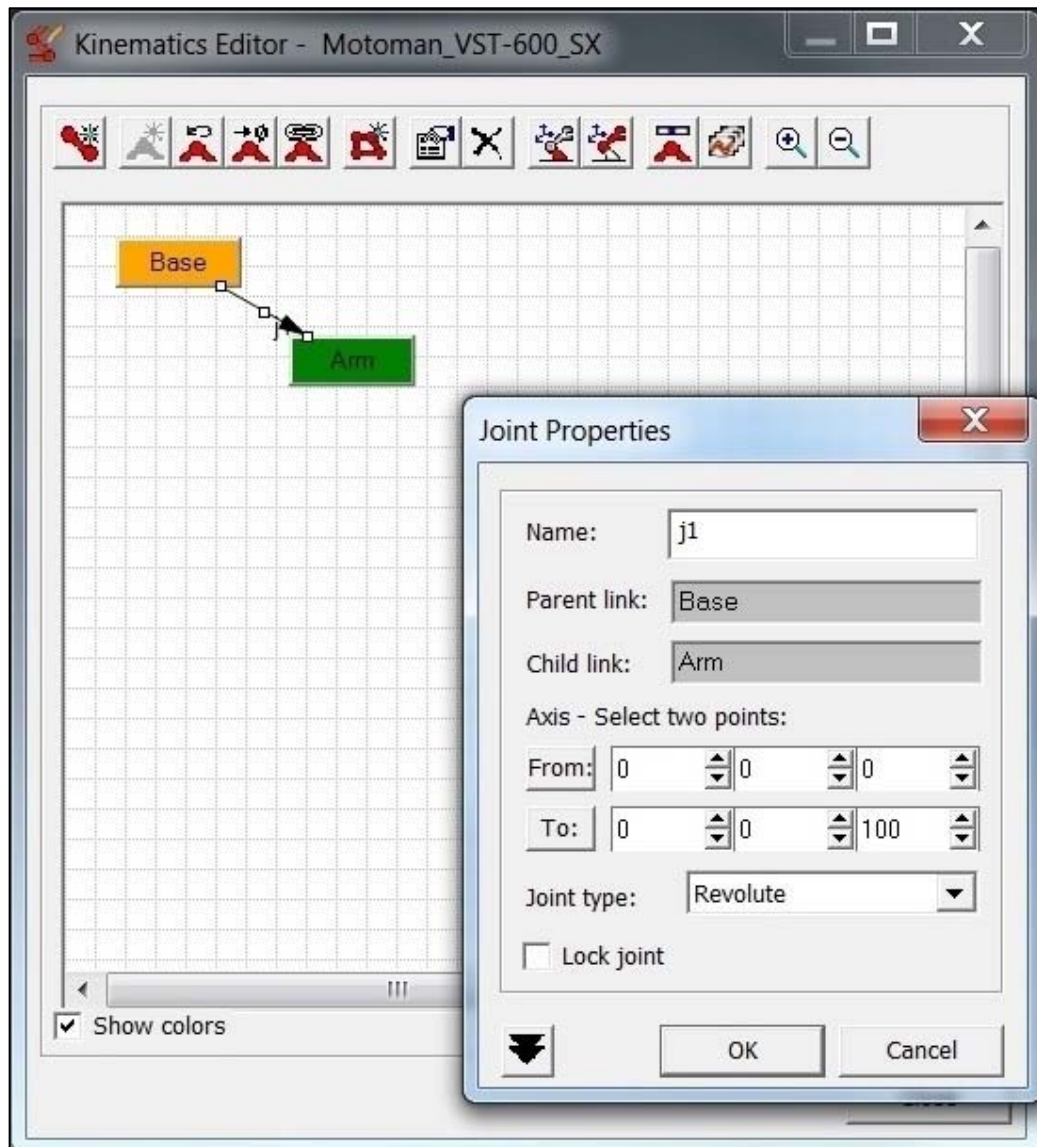 Kinematics Editor - Motoman_VST-600_SX
Base
Arm
Joint Properties
Name: j1
Parent link: Base
Child link: Arm
Axis - Select two points:
From: 0 0 0
To: 0 0 100
Joint type: Revolute
Lock joint
Show colors
OK Cancel